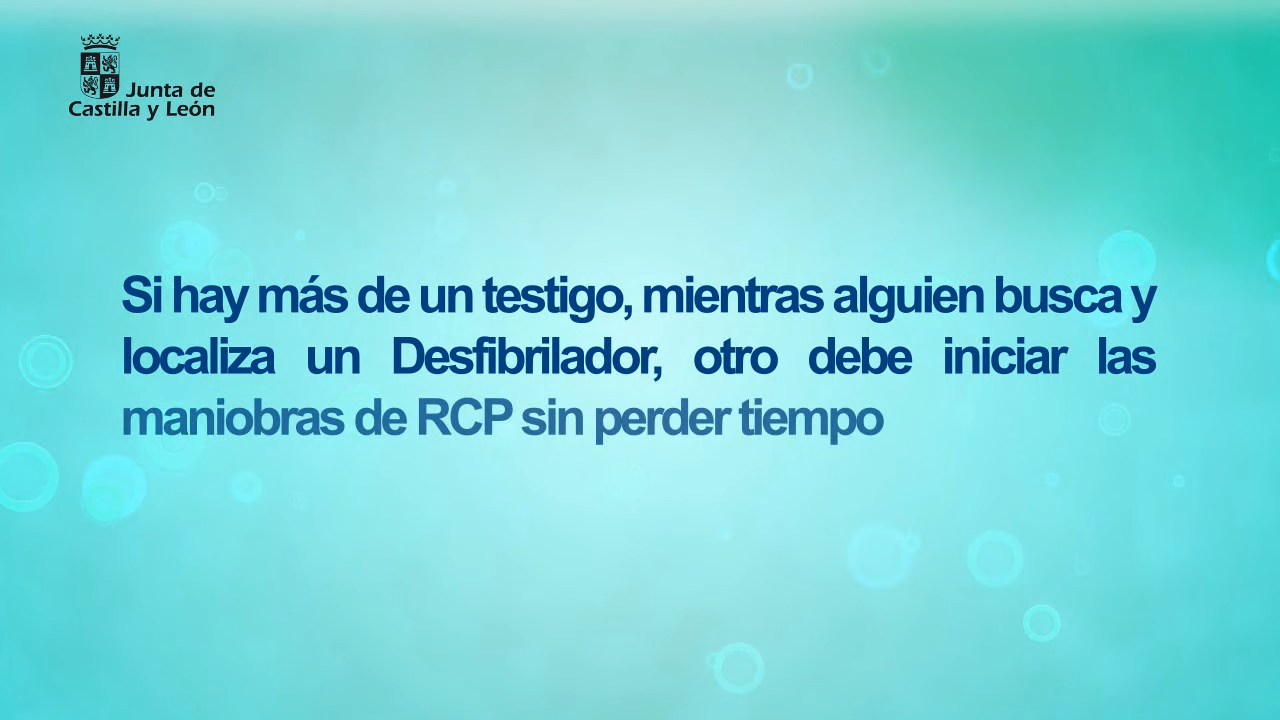 Junta de
Castilla y León
Si hay más de un testigo, mientras alguien busca y
localiza un Desfibrilador, otro debe iniciar las
maniobras de RCP sin perder tiempo